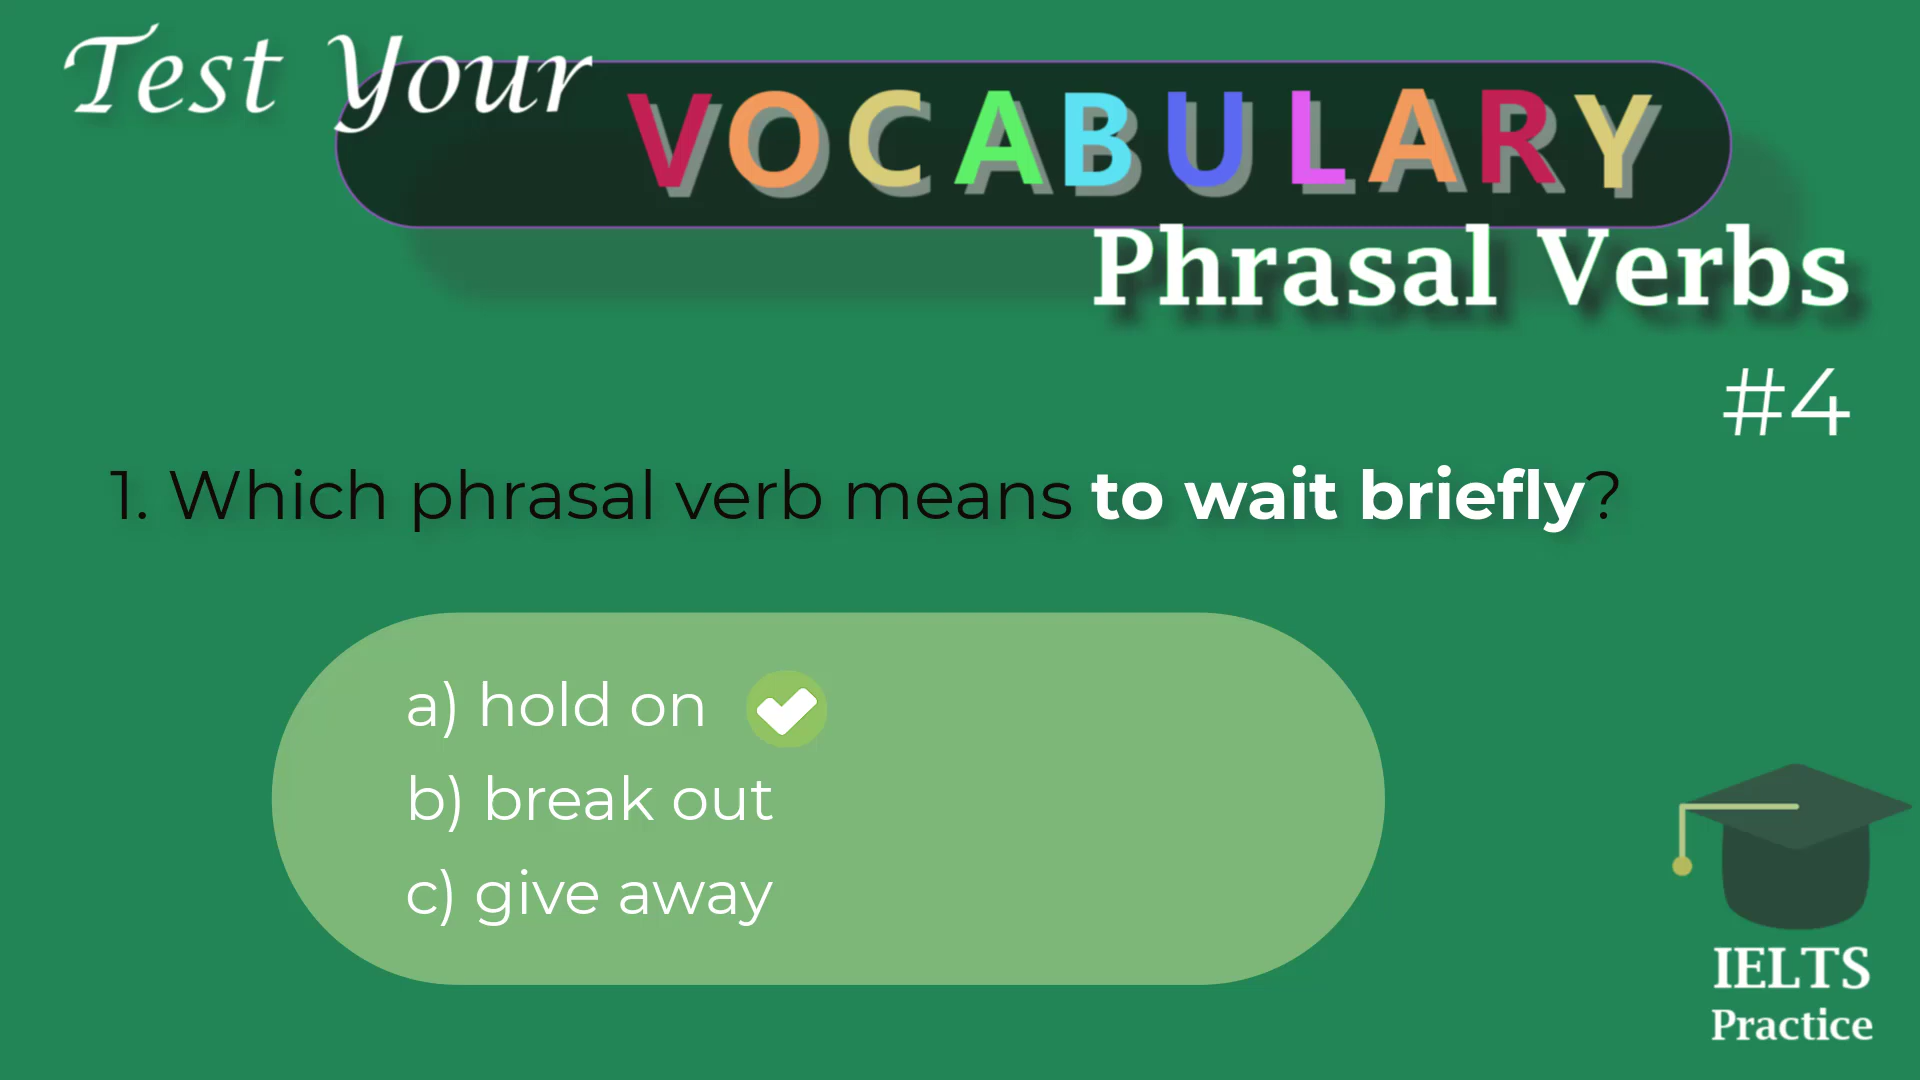 Test Your
VOCABULARY
Phrasal Verbs
#4
1. Which phrasal verb means to wait briefly?
a) hold on
b) break out
c) give away
IELTS
Practice